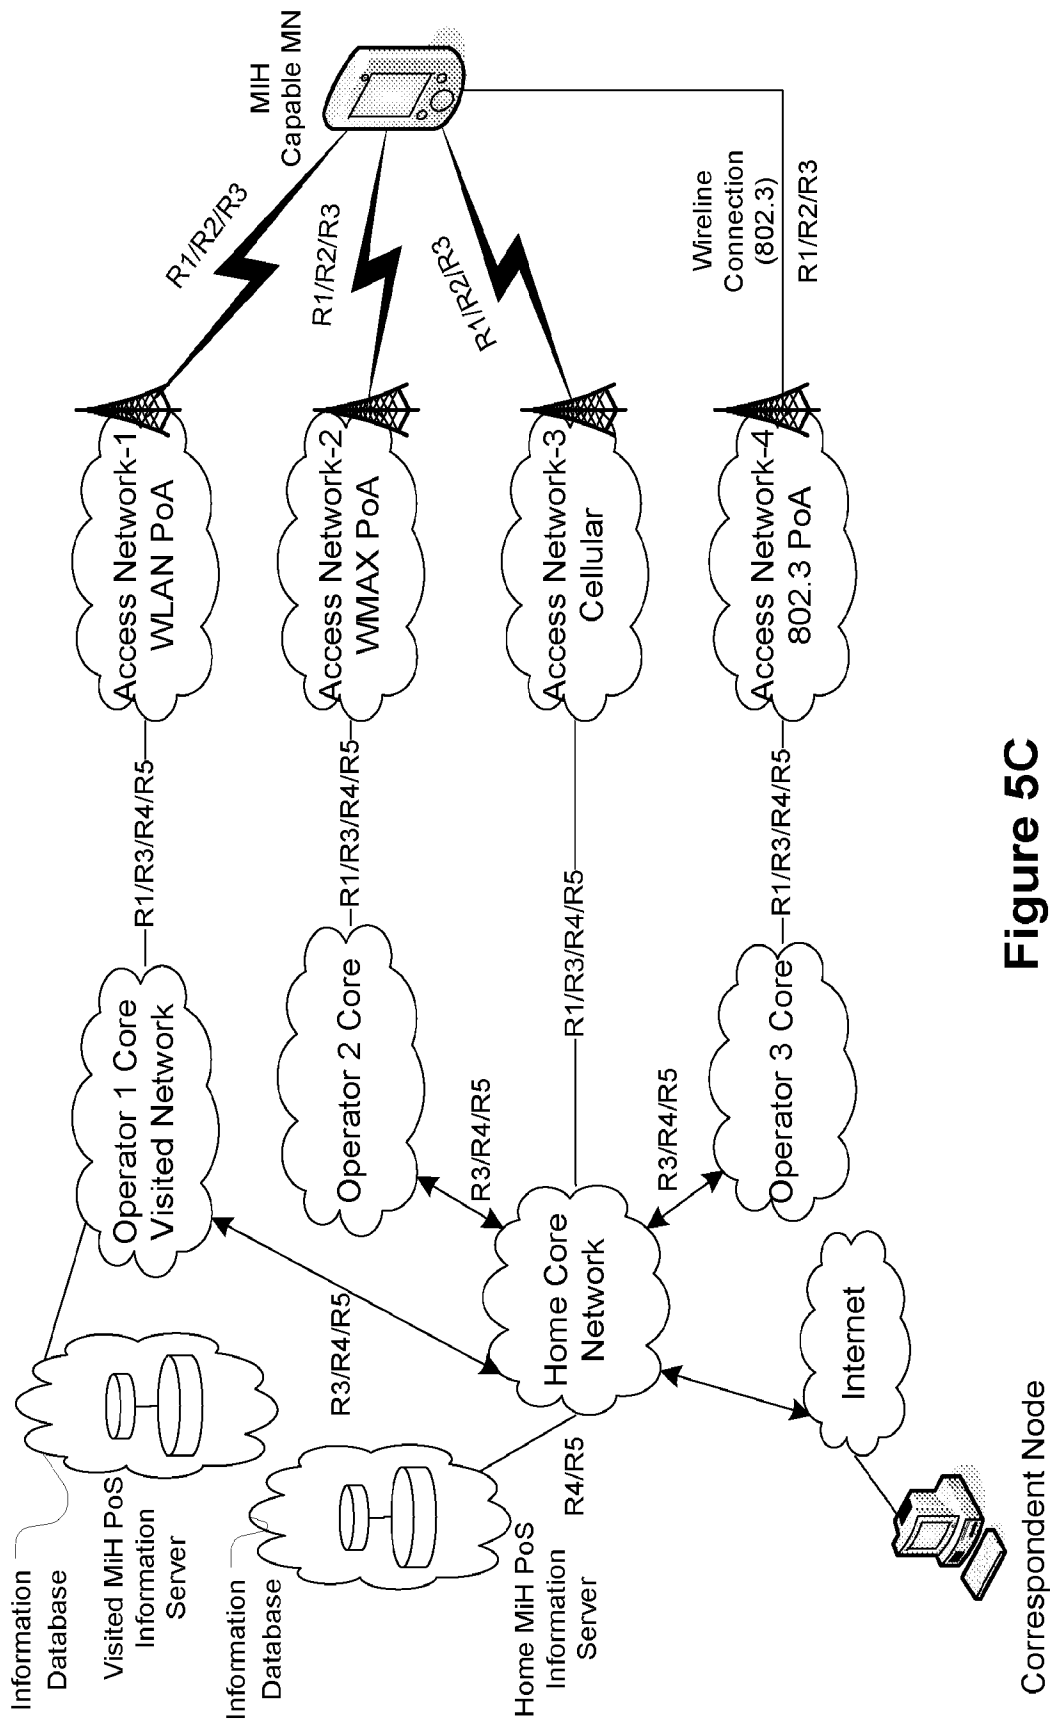 Information
Database
Visited MiH PoS
Information
Server
Information
Database
Home MiH PoS
Information
Server
R4/R5
Operator 1 Core
Visited Network
R3/R4/R5
Operator 2 Core
R3/R4/R5
Home Core
Network
R3/R4/R5
Operator 3 Core
Internet
Correspondent Node
R1/R3/R4/R5
R1/R3/R4/R5
R1/R3/R4/R5
R1/R3/R4/R5
Access Network-1
WLAN PoA
Access Network-2
WMAX PoA
Access Network-3
Cellular
Access Network-4
802.3 PoA
R1/R2/R3
R1/R2/R3
R1/R2/R3
Wireline
Connection
(802.3)
R1/R2/R3
MIH
Capable MN
Figure 5C